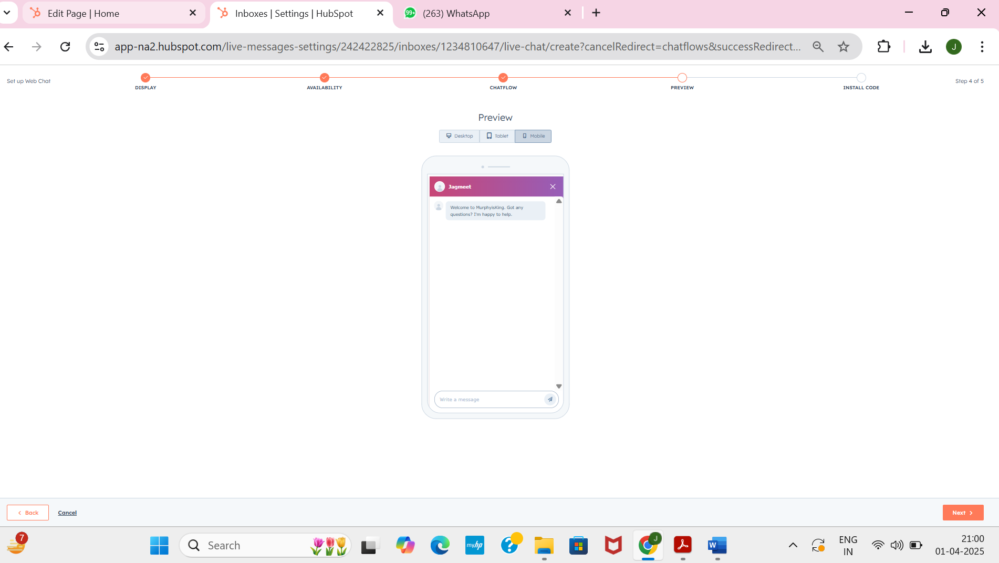 Edit Page | Home
Inboxes | Settings | HubSpot
99+
(263) WhatsApp
app-na2.hubspot.com/live-messages-settings/242422825/inboxes/1234810647/live-chat/create?cancelRedirect=chatflows&successRedirect...
J
Set up Web Chat
DISPLAY
AVAILABILITY
CHATFLOW
PREVIEW
INSTALL CODE
Step 4 of 5
Preview
Desktop
Tablet
Mobile
Jagmeet
Welcome to MurphyisKing. Got any
questions? I'm happy to help.
Write a message
Back
Cancel
Next
7
Search
myhp
?
J
W
ENG
IN
21:00
01-04-2025